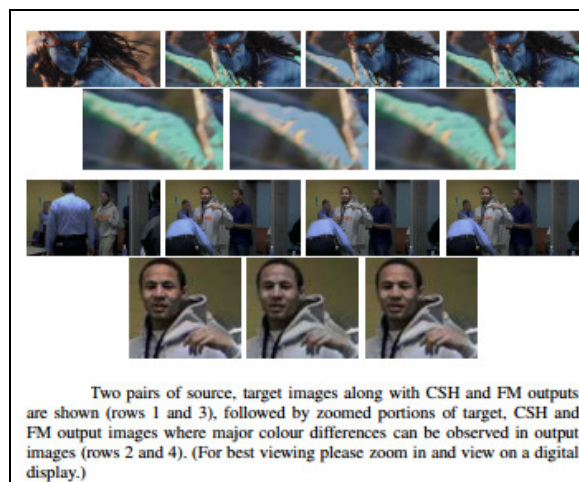 Two pairs of source, target images along with CSH and FM outputs
are shown (rows 1 and 3), followed by zoomed portions of target, CSH and
FM output images where major colour differences can be observed in output
images (rows 2 and 4). (For best viewing please zoom in and view on a digital
display.)